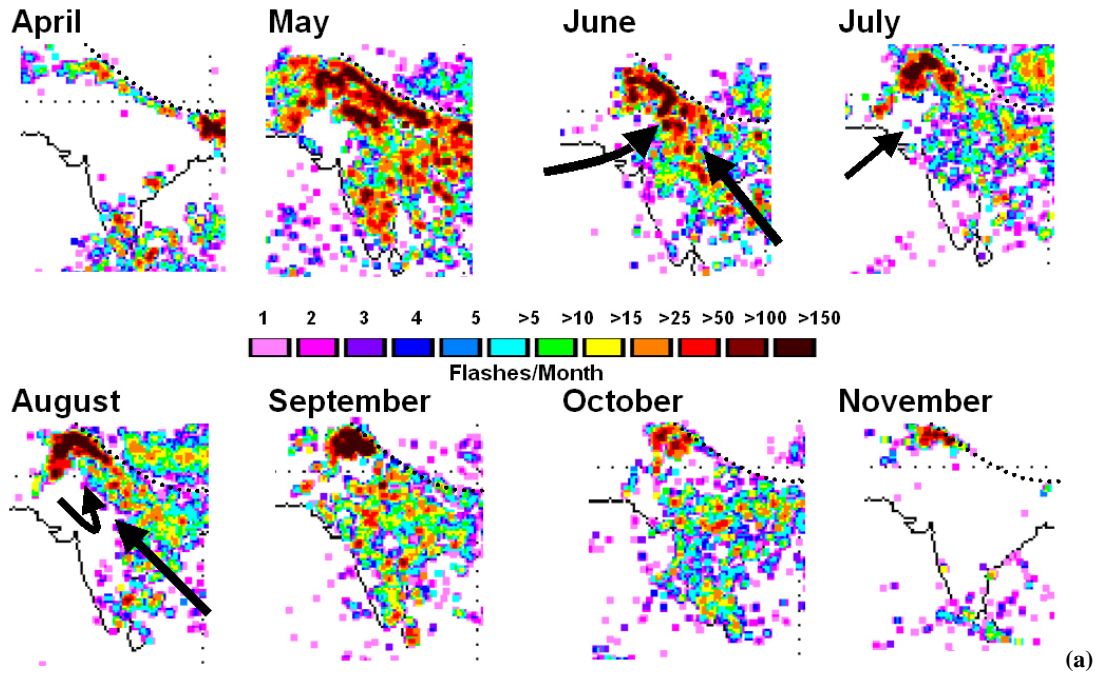 April May June July
1 2 3 4 5 >5 >10 >15 >25 >50 >100 >150
Flashes/Month
August September October November
(a)